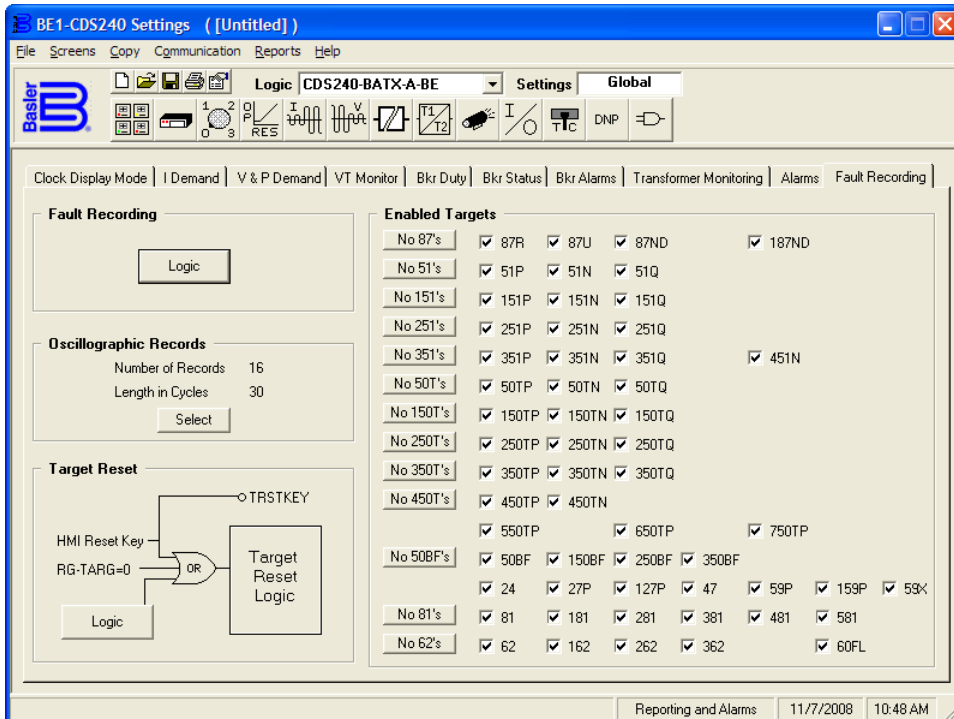 BE1-CDS240 Settings ( [Untitled] )
File Screens Copy Communication Reports Help
Basler
Logic CDS240-BATX-A-BE Settings Global
0 1 2 3
O P RES
I
V
T1 T2
I/O
TTC
DNP
Clock Display Mode I Demand V & P Demand VT Monitor Bkr Duty Bkr Status Bkr Alarms Transformer Monitoring Alarms Fault Recording
Fault Recording
Logic
Oscillographic Records
Number of Records 16
Length in Cycles 30
Select
Target Reset
TRSTKEY
HMI Reset Key
RG-TARG=0
OR
Target
Reset
Logic
Logic
Enabled Targets
No 87's 87R 87U 87ND 187ND
No 51's 51P 51N 51Q
No 151's 151P 151N 151Q
No 251's 251P 251N 251Q
No 351's 351P 351N 351Q 451N
No 50T's 50TP 50TN 50TQ
No 150T's 150TP 150TN 150TQ
No 250T's 250TP 250TN 250TQ
No 350T's 350TP 350TN 350TQ
No 450T's 450TP 450TN
550TP 650TP 750TP
No 50BF's 50BF 150BF 250BF 350BF
24 27P 127P 47 59P 159P 59X
No 81's 81 181 281 381 481 581
No 62's 62 162 262 362 60FL
Reporting and Alarms 11/7/2008 10:48 AM